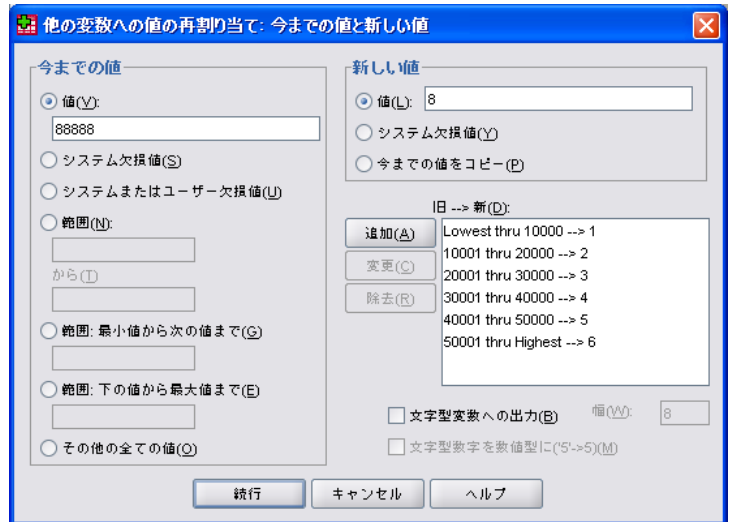 他の変数への値の再割り当て: 今までの値と新しい値
今までの値
値(V):
88888
システム欠損値(S)
システムまたはユーザー欠損値(U)
範囲(N):
から(T)
範囲: 最小値から次の値まで(G)
範囲: 下の値から最大値まで(E)
その他の全ての値(O)
新しい値
値(L): 8
システム欠損値(Y)
今までの値をコピー(P)
旧 --> 新(D):
追加(A)
変更(C)
除去(R)
Lowest thru 10000 --> 1
10001 thru 20000 --> 2
20001 thru 30000 --> 3
30001 thru 40000 --> 4
40001 thru 50000 --> 5
50001 thru Highest --> 6
文字型変数への出力(B) 幅(W): 8
文字型数字を数値型に('5'->5)(M)
続行 キャンセル ヘルプ